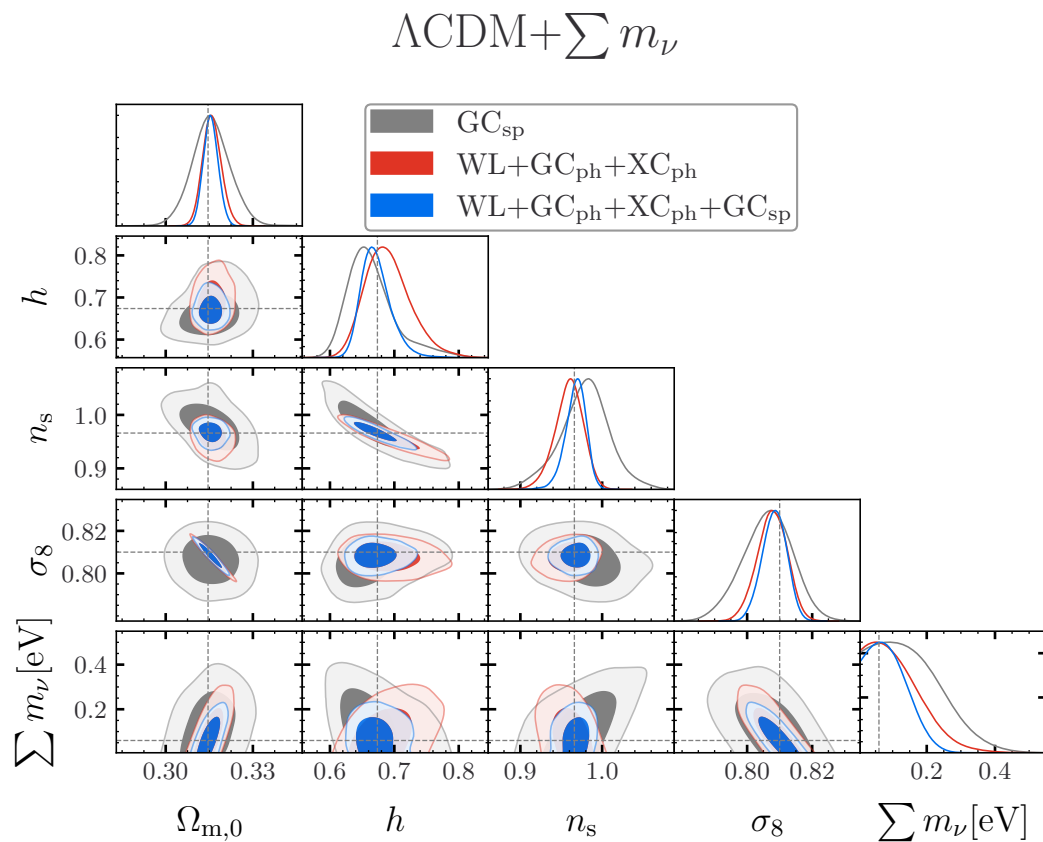 ΛCDM+∑ m_ν
GC_sp
WL+GC_ph+XC_ph
WL+GC_ph+XC_ph+GC_sp
0.8
0.7
0.6
h
1.0
0.9
n_s
0.82
0.80
σ_8
0.4
0.2
∑ m_ν[eV]
0.30 0.33 0.6 0.7 0.8 0.9 1.0 0.80 0.82 0.2 0.4
Ω_m,0 h n_s σ_8 ∑ m_ν[eV]